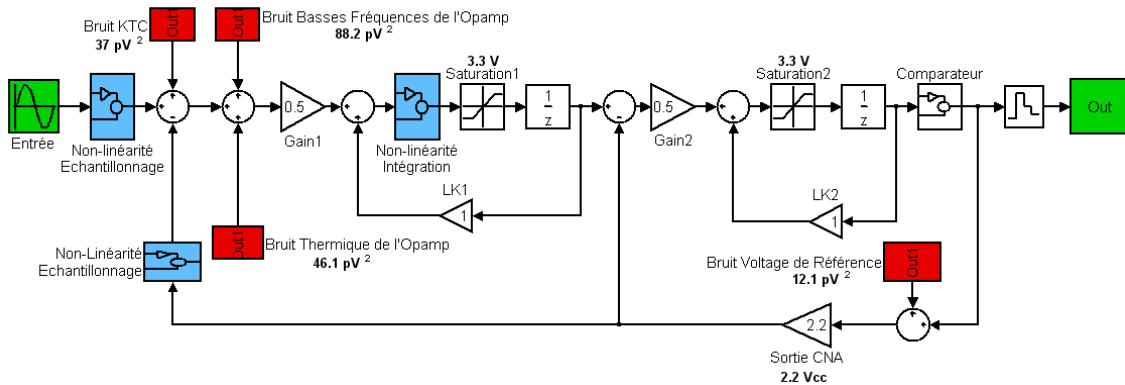 Bruit KTC
37 pV 2
Out1
Out1
Bruit Basses Fréquences de l'Opamp
88.2 pV 2
Entrée
Non-linéarité
Echantillonnage
0.5
Gain1
Non-linéarité
Intégration
3.3 V
Saturation1
1
z
0.5
Gain2
3.3 V
Saturation2
1
z
Comparateur
Out
LK1
1
LK2
1
Non-Linéarité
Echantillonnage
Out1
Bruit Thermique de l'Opamp
46.1 pV 2
Bruit Voltage de Référence
12.1 pV 2
Out1
2.2
Sortie CNA
2.2 Vcc